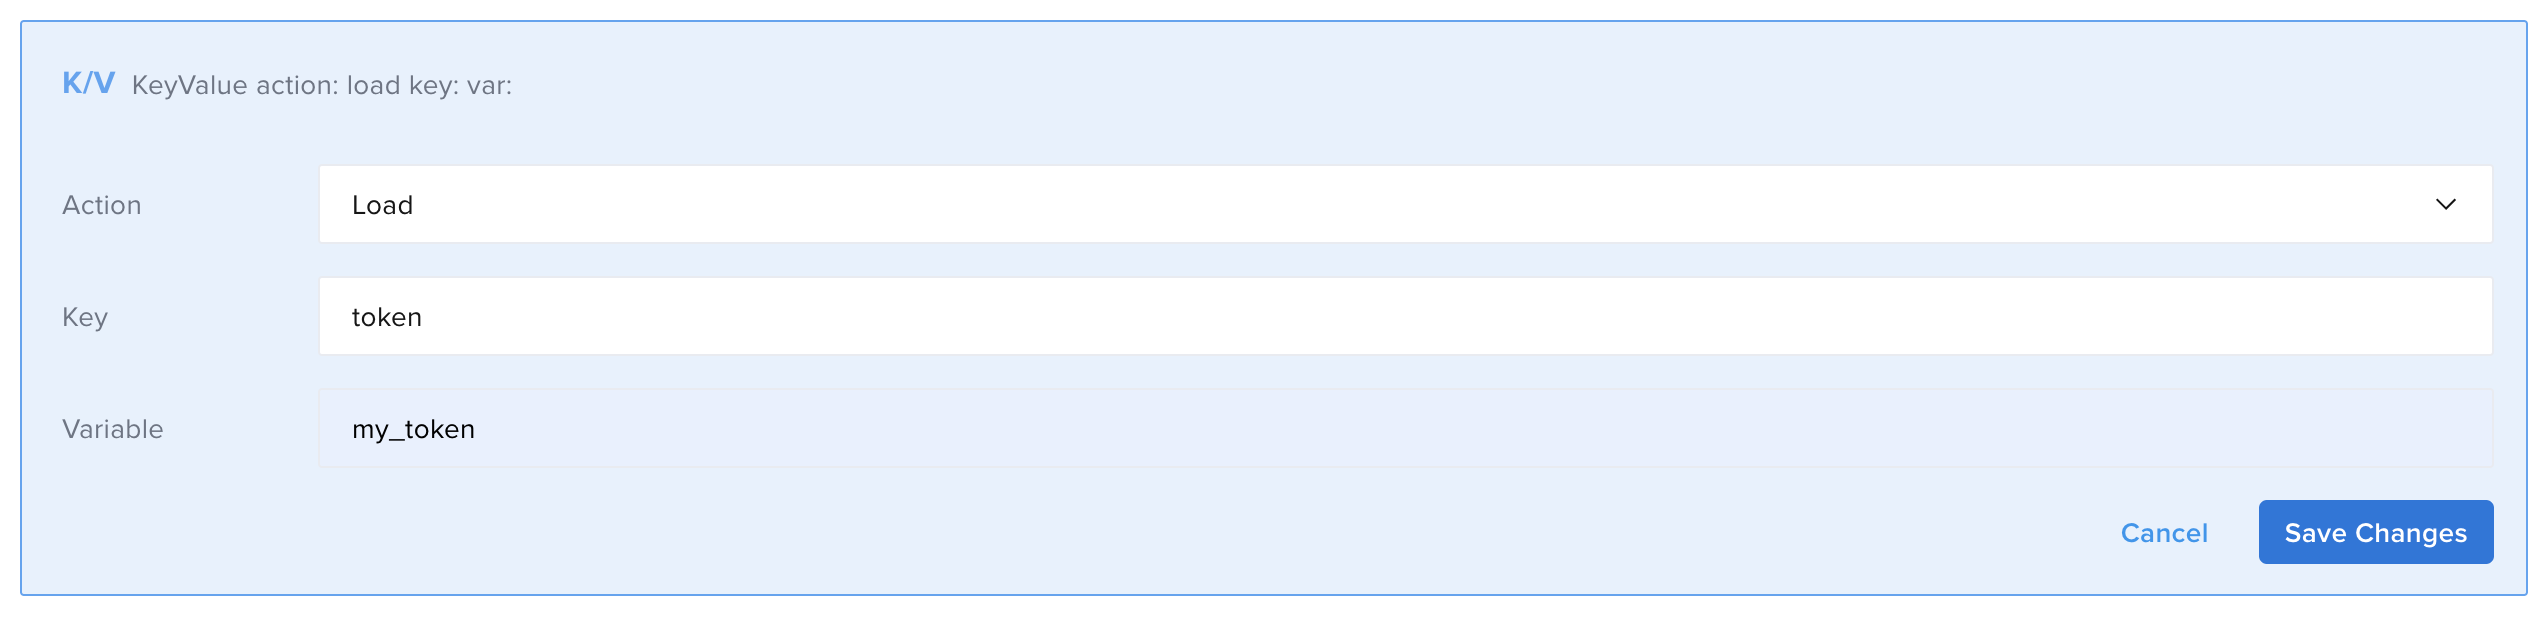 K/V KeyValue action: load key: var:
Action Load
Key token
Variable my_token
Cancel Save Changes